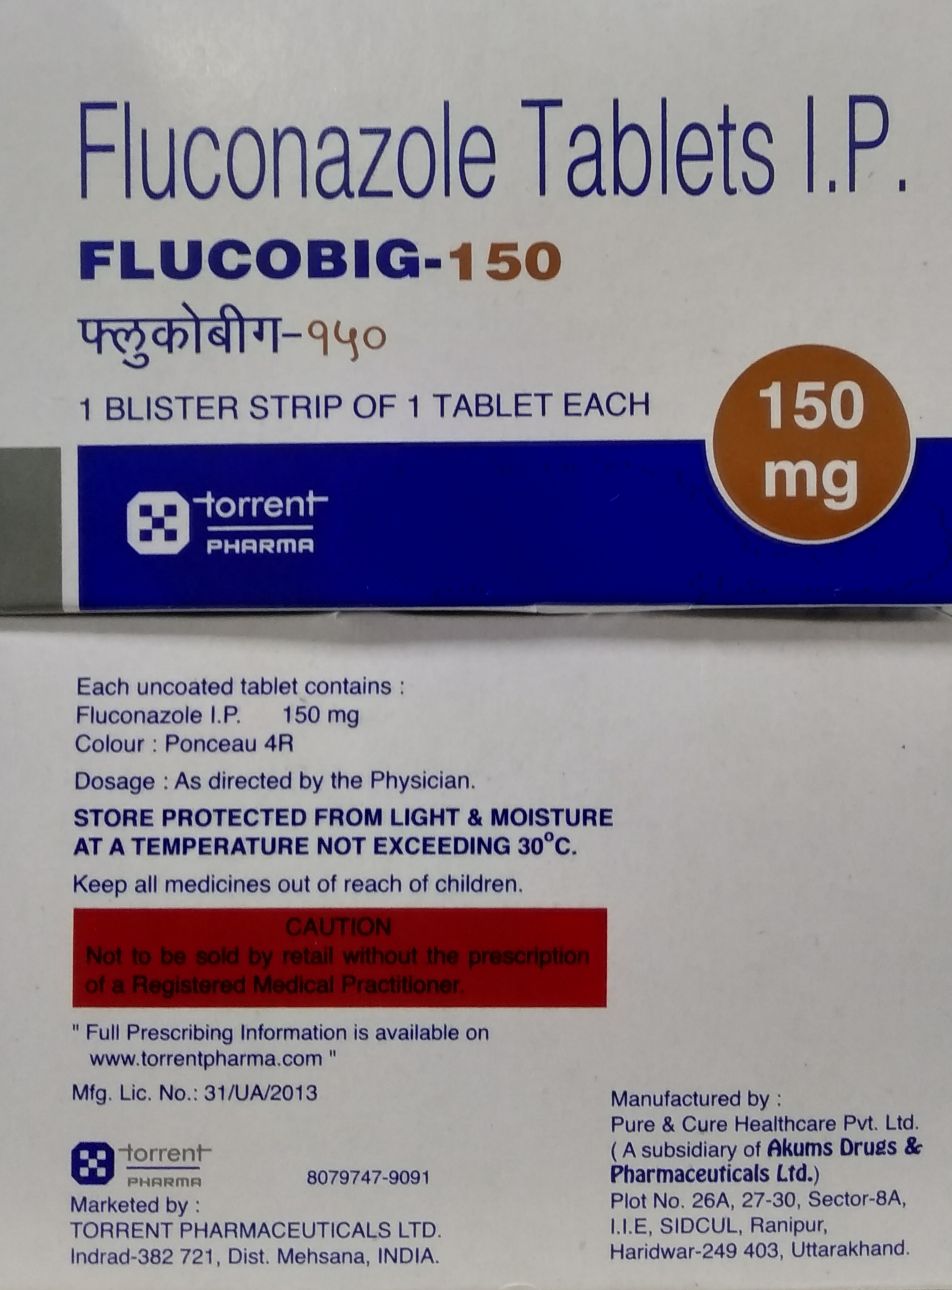 Fluconazole Tablets I.P.
FLUCOBIG-150
फ्लुकोबीग-१५०
1 BLISTER STRIP OF 1 TABLET EACH
150
mg
torrent
PHARMA
Each uncoated tablet contains :
Fluconazole I.P. 150 mg
Colour : Ponceau 4R
Dosage : As directed by the Physician.
STORE PROTECTED FROM LIGHT & MOISTURE
AT A TEMPERATURE NOT EXCEEDING 30°C.
Keep all medicines out of reach of children.
CAUTION
Not to be sold by retail without the prescription
of a Registered Medical Practitioner.
" Full Prescribing Information is available on
www.torrentpharma.com "
Mfg. Lic. No.: 31/UA/2013
torrent
PHARMA
8079747-9091
Marketed by :
TORRENT PHARMACEUTICALS LTD.
Indrad-382 721, Dist. Mehsana, INDIA.
Manufactured by :
Pure & Cure Healthcare Pvt. Ltd.
( A subsidiary of Akums Drugs &
Pharmaceuticals Ltd.)
Plot No. 26A, 27-30, Sector-8A,
I.I.E, SIDCUL, Ranipur,
Haridwar-249 403, Uttarakhand.